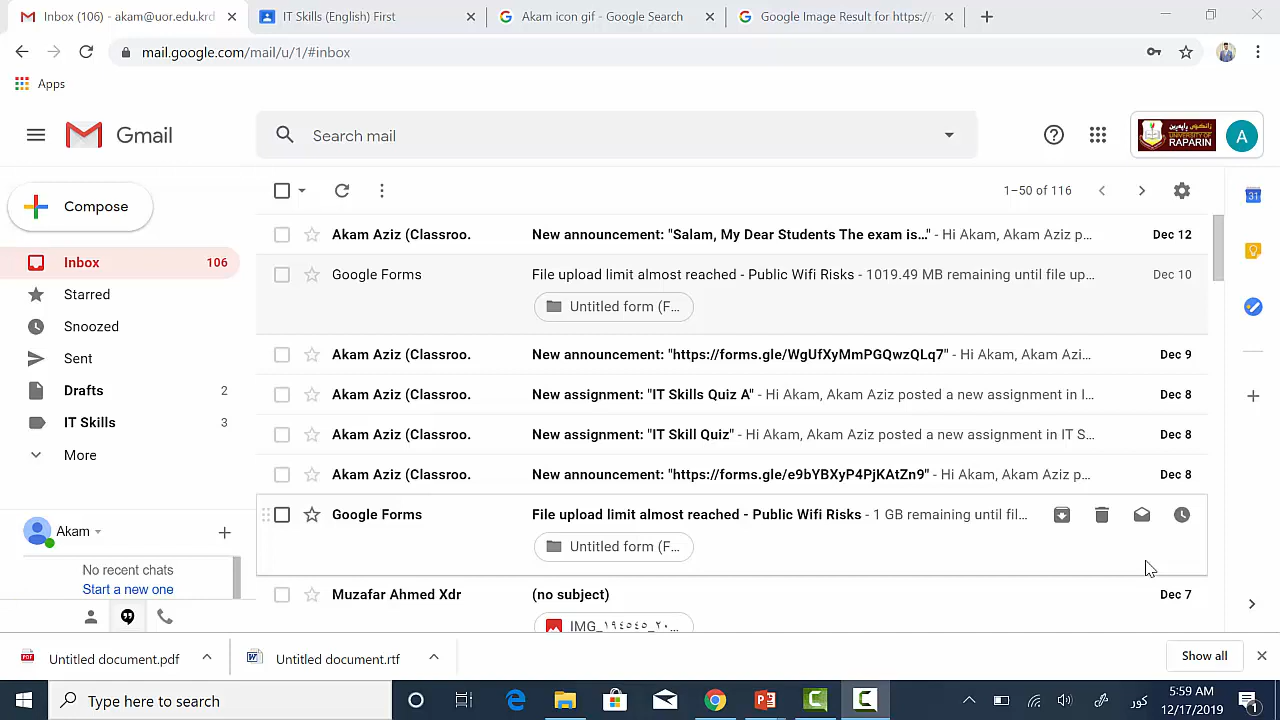 Inbox (106) - akam@uor.edu.krd
IT Skills (English) First
Akam icon gif - Google Search
Google Image Result for https://
mail.google.com/mail/u/1/#inbox
Apps
Gmail
Search mail
UNIVERSITY OF
RAPARIN
A
Compose
1–50 of 116
31
Inbox 106
Starred
Snoozed
Sent
Drafts 2
IT Skills 3
More
Akam Aziz (Classroo. New announcement: "Salam, My Dear Students The exam is…" - Hi Akam, Akam Aziz p… Dec 12
Google Forms File upload limit almost reached - Public Wifi Risks - 1019.49 MB remaining until file up… Dec 10
Untitled form (F…
Akam Aziz (Classroo. New announcement: "https://forms.gle/WgUfXyMmPGQwzQLq7" - Hi Akam, Akam Azi… Dec 9
Akam Aziz (Classroo. New assignment: "IT Skills Quiz A" - Hi Akam, Akam Aziz posted a new assignment in I… Dec 8
Akam Aziz (Classroo. New assignment: "IT Skill Quiz" - Hi Akam, Akam Aziz posted a new assignment in IT S… Dec 8
Akam Aziz (Classroo. New announcement: "https://forms.gle/e9bYBXyP4PjKAtZn9" - Hi Akam, Akam Aziz p… Dec 8
Google Forms File upload limit almost reached - Public Wifi Risks - 1 GB remaining until fil…
Untitled form (F…
Muzafar Ahmed Xdr (no subject) Dec 7
IMG_١٩٤٥٤٥_٢٠…
Akam
No recent chats
Start a new one
Untitled document.pdf
Untitled document.rtf
Show all
Type here to search
كور
5:59 AM
12/17/2019
1